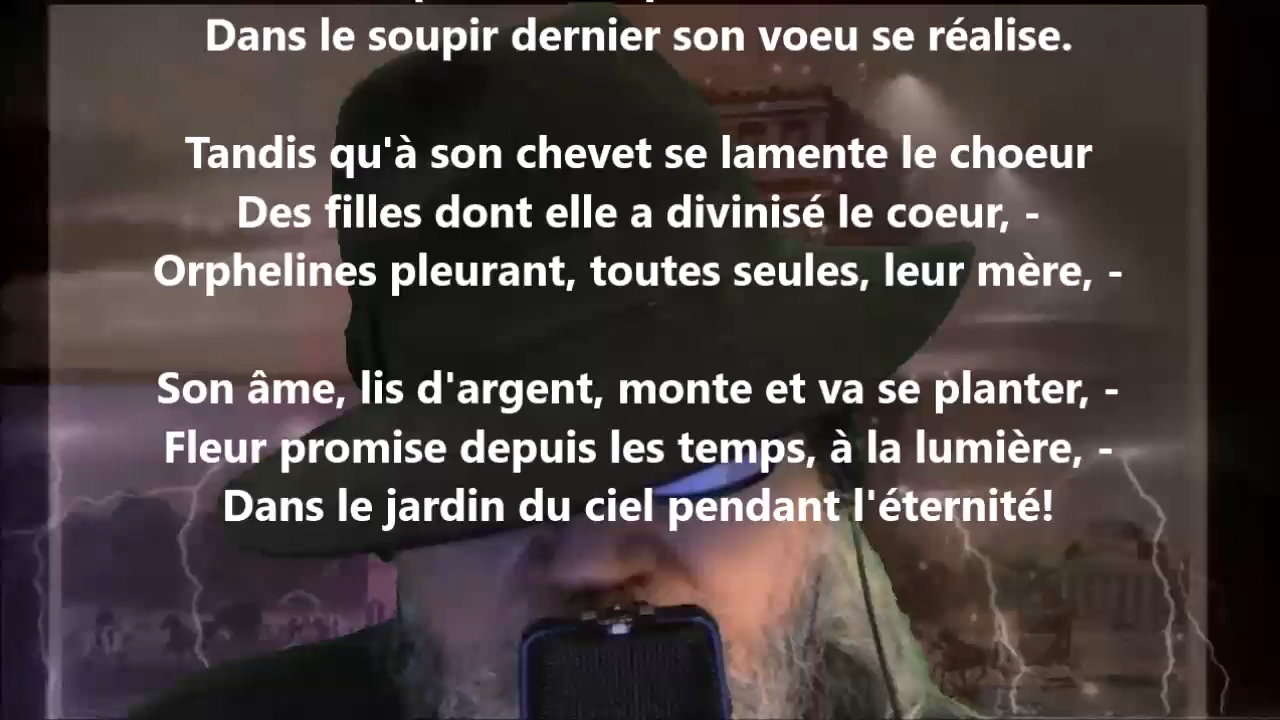 Dans le soupir dernier son voeu se réalise.
Tandis qu'à son chevet se lamente le choeur
Des filles dont elle a divinisé le coeur, -
Orphelines pleurant, toutes seules, leur mère, -
Son âme, lis d'argent, monte et va se planter, -
Fleur promise depuis les temps, à la lumière, -
Dans le jardin du ciel pendant l'éternité!